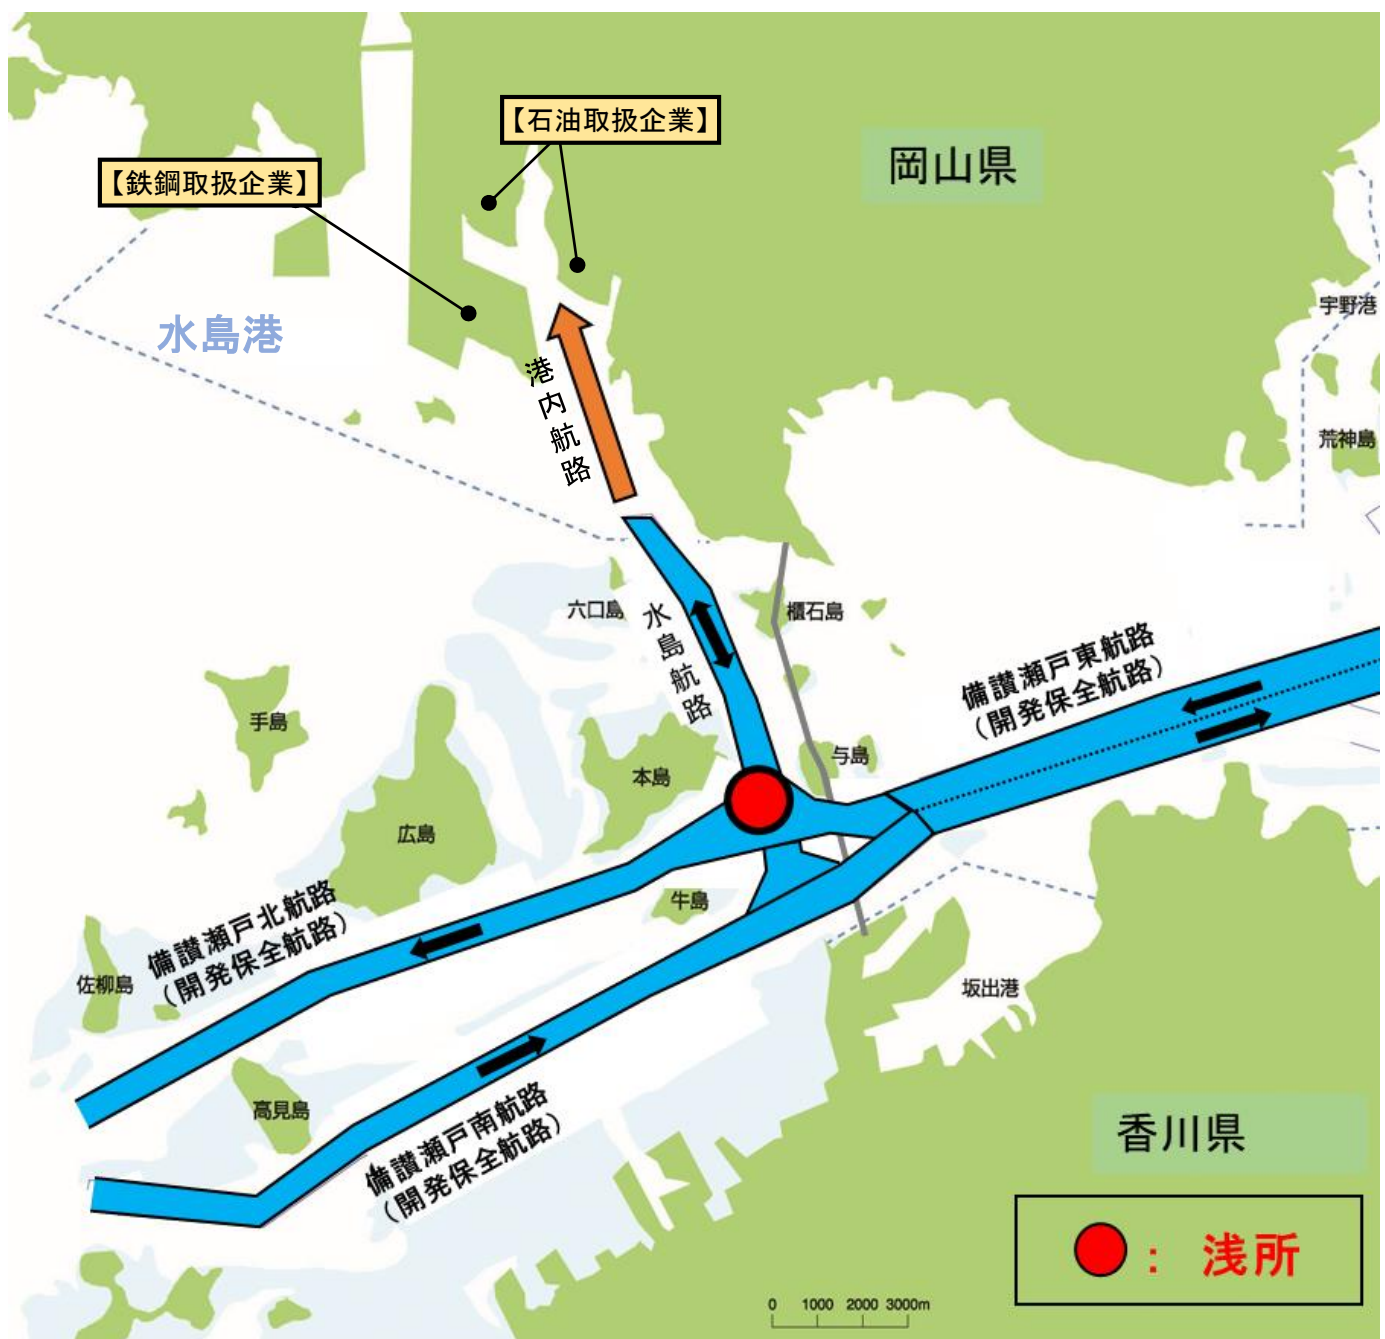 【石油取扱企業】
岡山県
【鉄鋼取扱企業】
宇野港
水島港
港内航路
荒神島
六口島
櫃石島
水島航路
備讃瀬戸東航路
（開発保全航路）
手島
与島
本島
広島
牛島
備讃瀬戸北航路
（開発保全航路）
佐柳島
坂出港
高見島
備讃瀬戸南航路
（開発保全航路）
香川県
：浅所
0 1000 2000 3000m